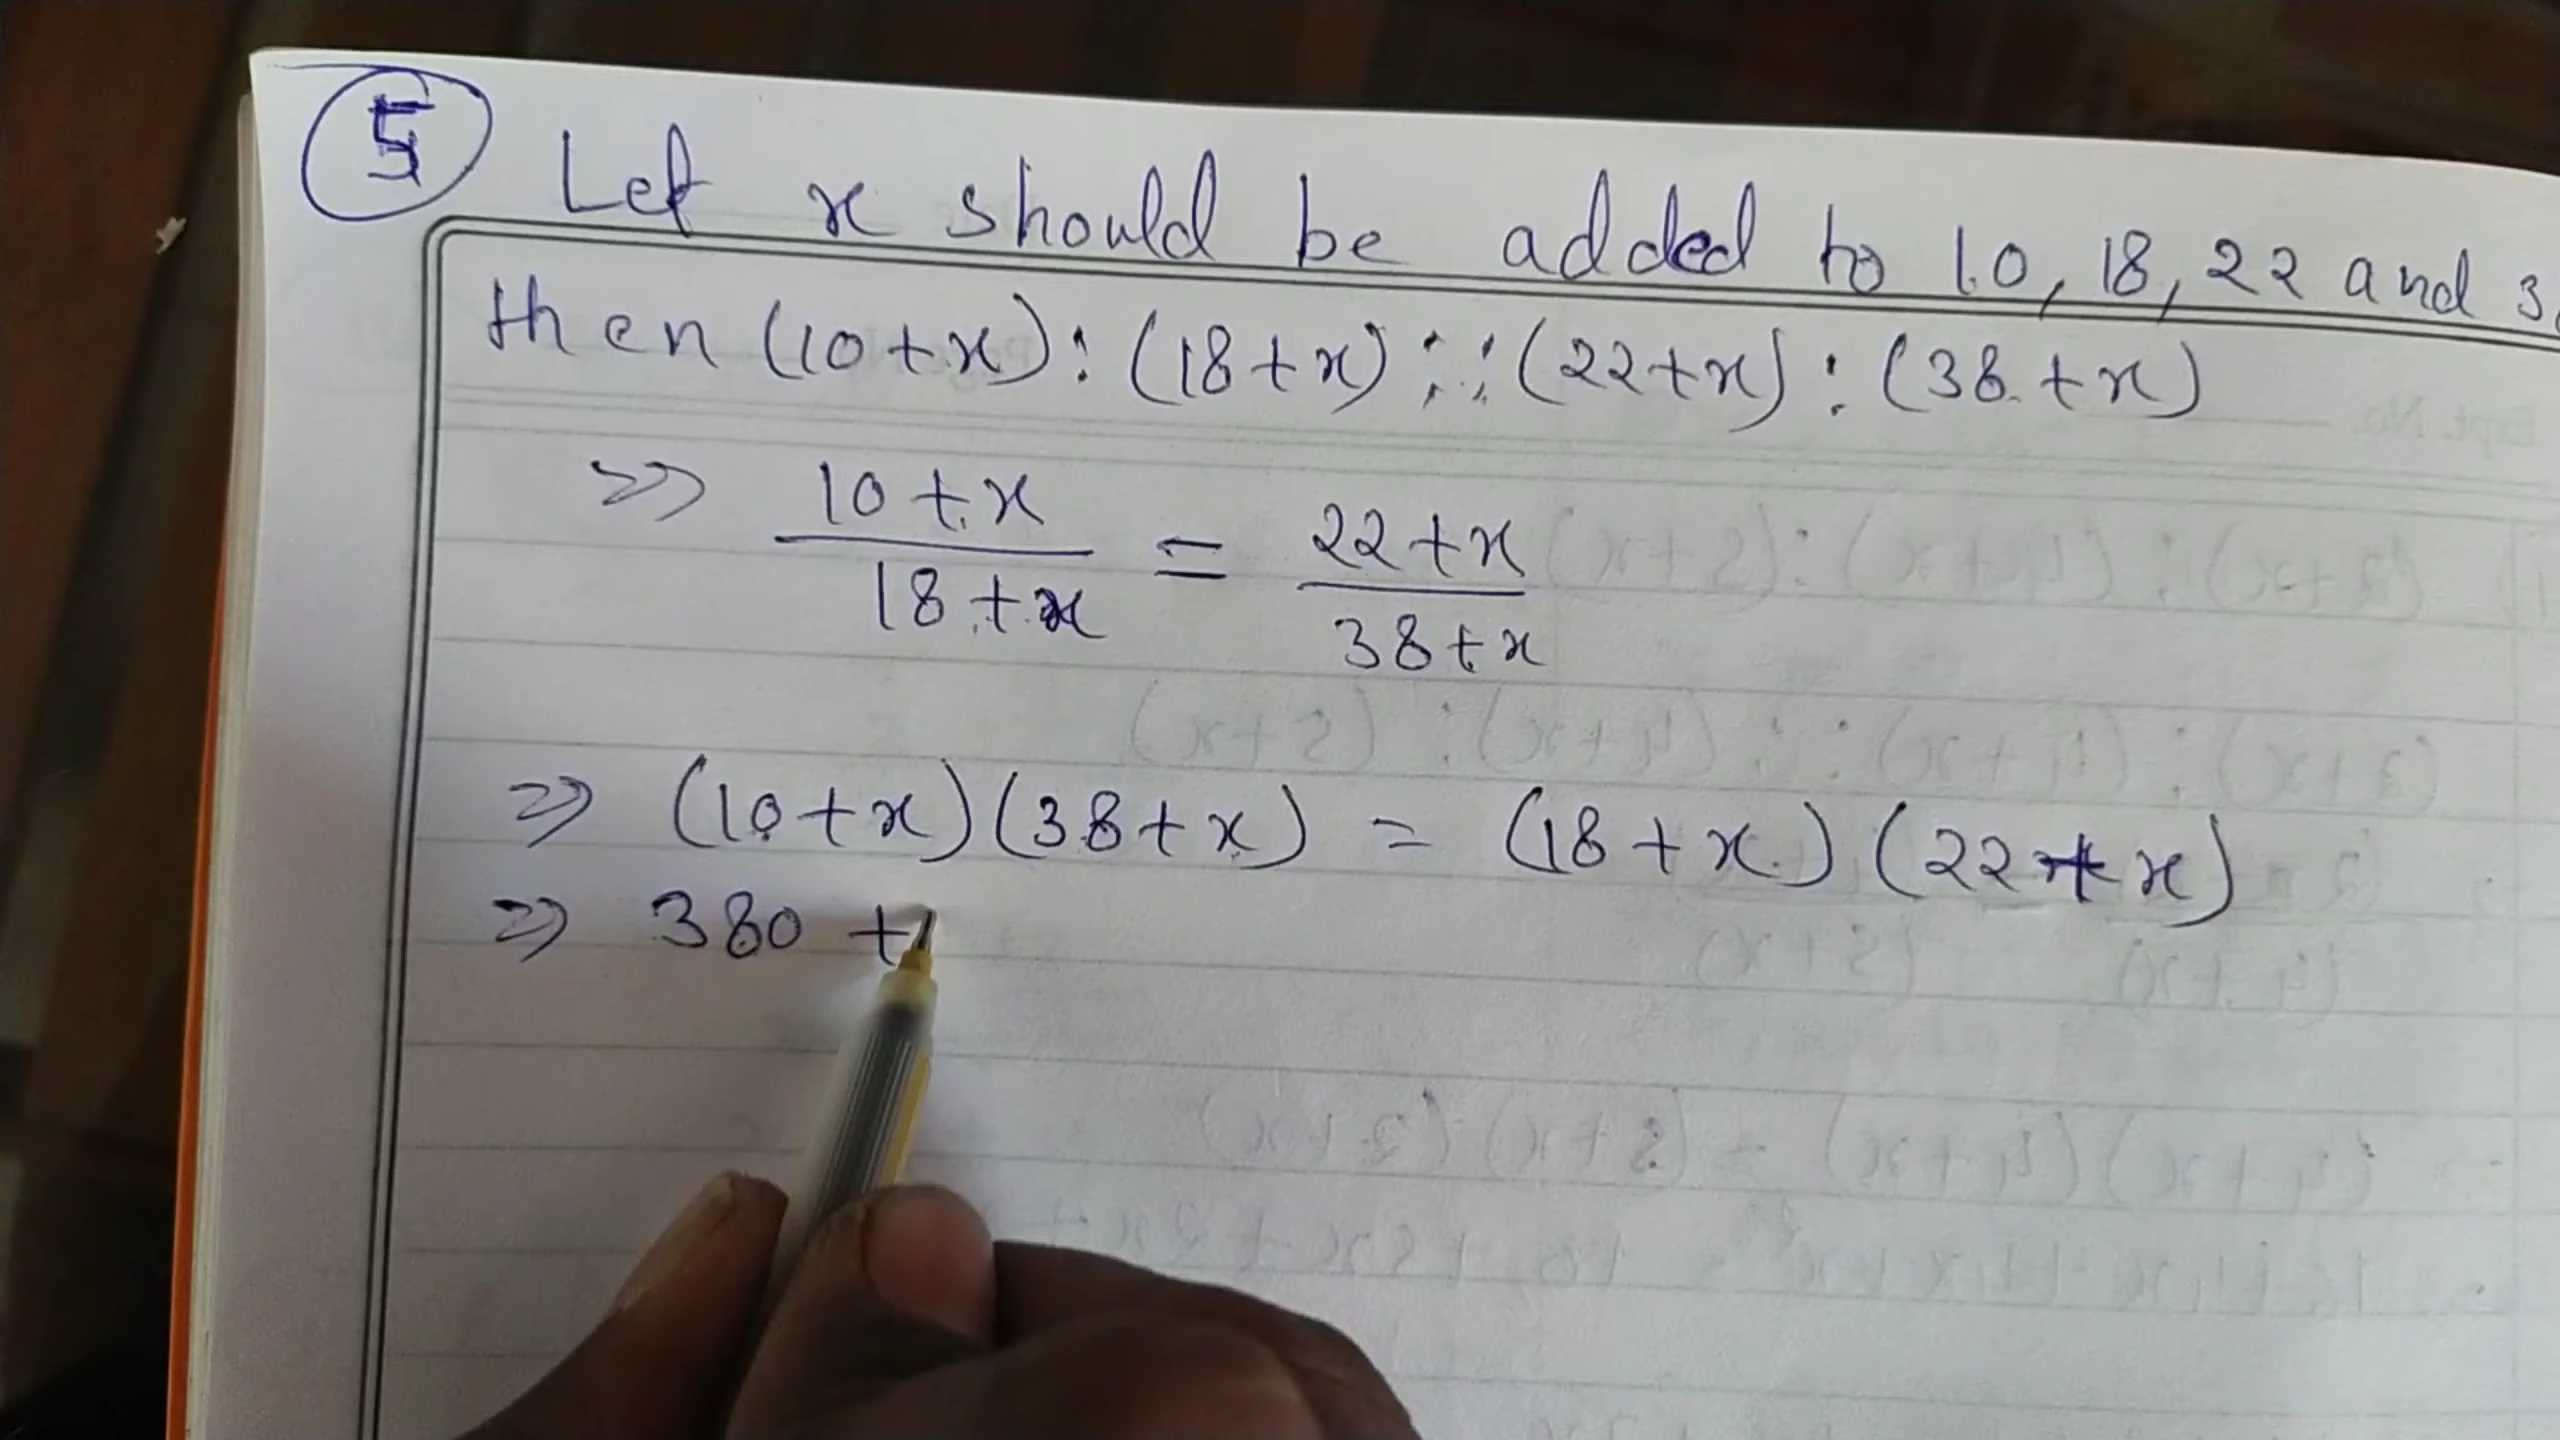 5 Let x should be added to 10, 18, 22 and 3
then (10+x) : (18+x) :: (22+x) : (38+x)
⇒ 10+x / 18+x = 22+x / 38+x
⇒ (10+x)(38+x) = (18+x)(22+x)
⇒ 380 +